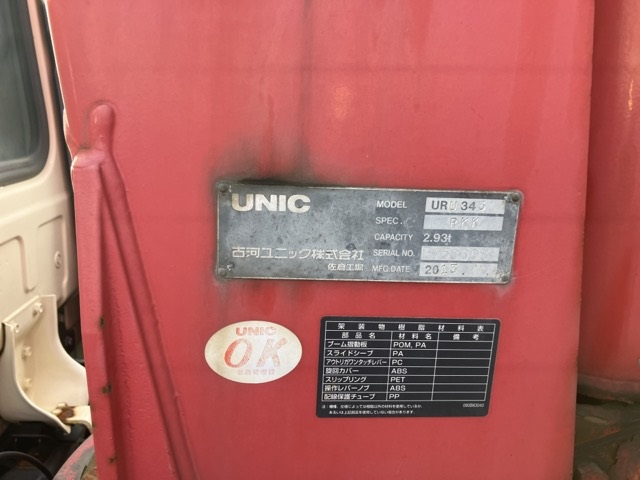 UNIC
MODEL
SPEC. RKK
CAPACITY 2.93t
SERIAL NO.
MFG.DATE
古河ユニック株式会社
佐倉工場
UNIC
OK
架装物樹脂材料表
部品名 材料名 備考
ブーム摺動板 POM, PA
スライドシーブ PA
アウトリガワンタッチレバー PC
旋回カバー ABS
スリップリング PET
操作レバーノブ ABS
配線保護チューブ PP